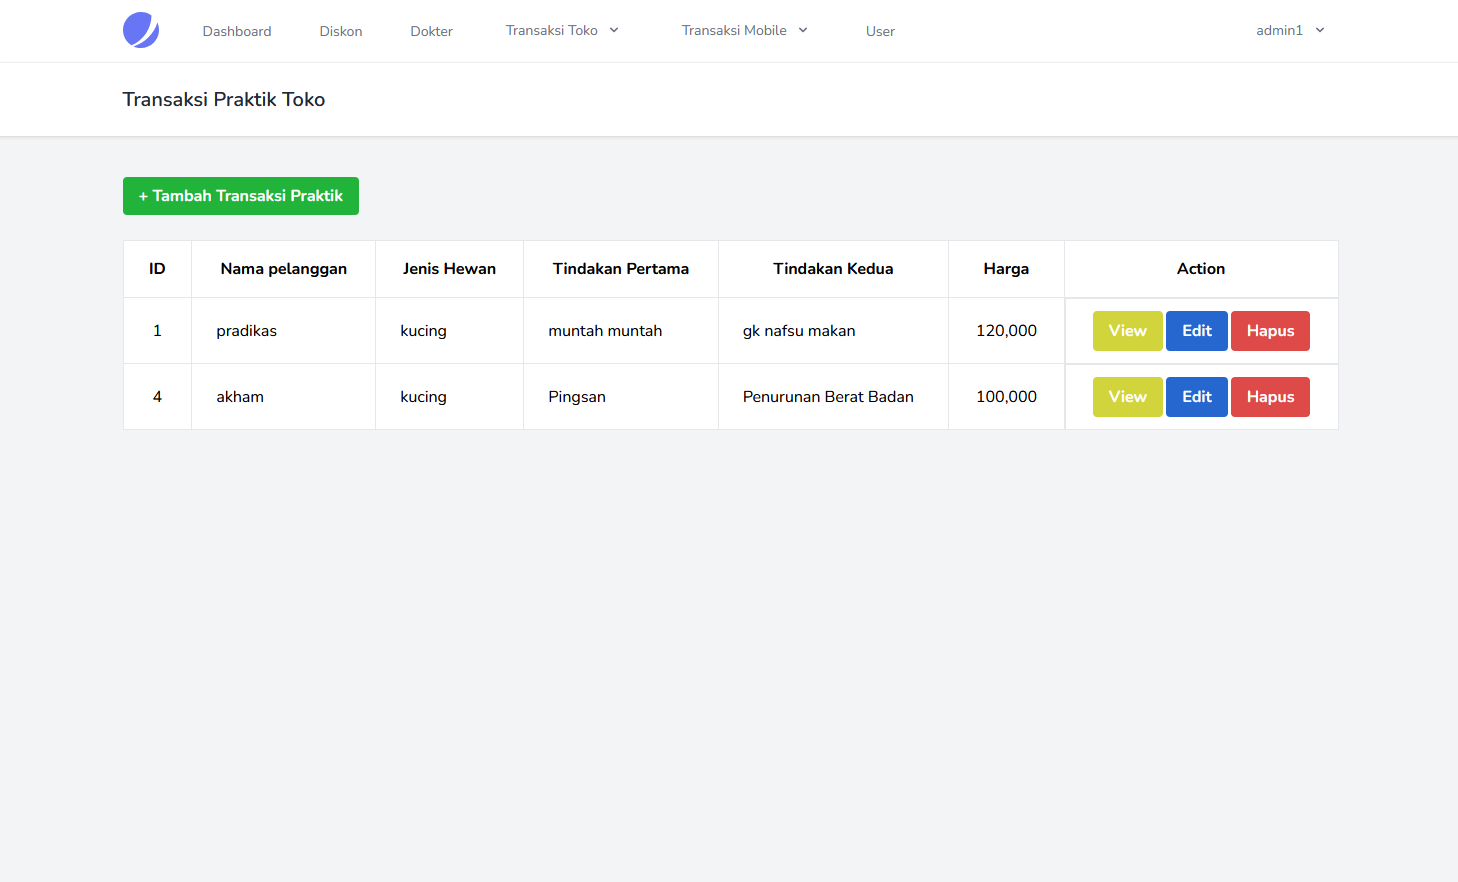 Dashboard Diskon Dokter Transaksi Toko Transaksi Mobile User admin1
Transaksi Praktik Toko
+ Tambah Transaksi Praktik
ID Nama pelanggan Jenis Hewan Tindakan Pertama Tindakan Kedua Harga Action
1 pradikas kucing muntah muntah gk nafsu makan 120,000 View Edit Hapus
4 akham kucing Pingsan Penurunan Berat Badan 100,000 View Edit Hapus